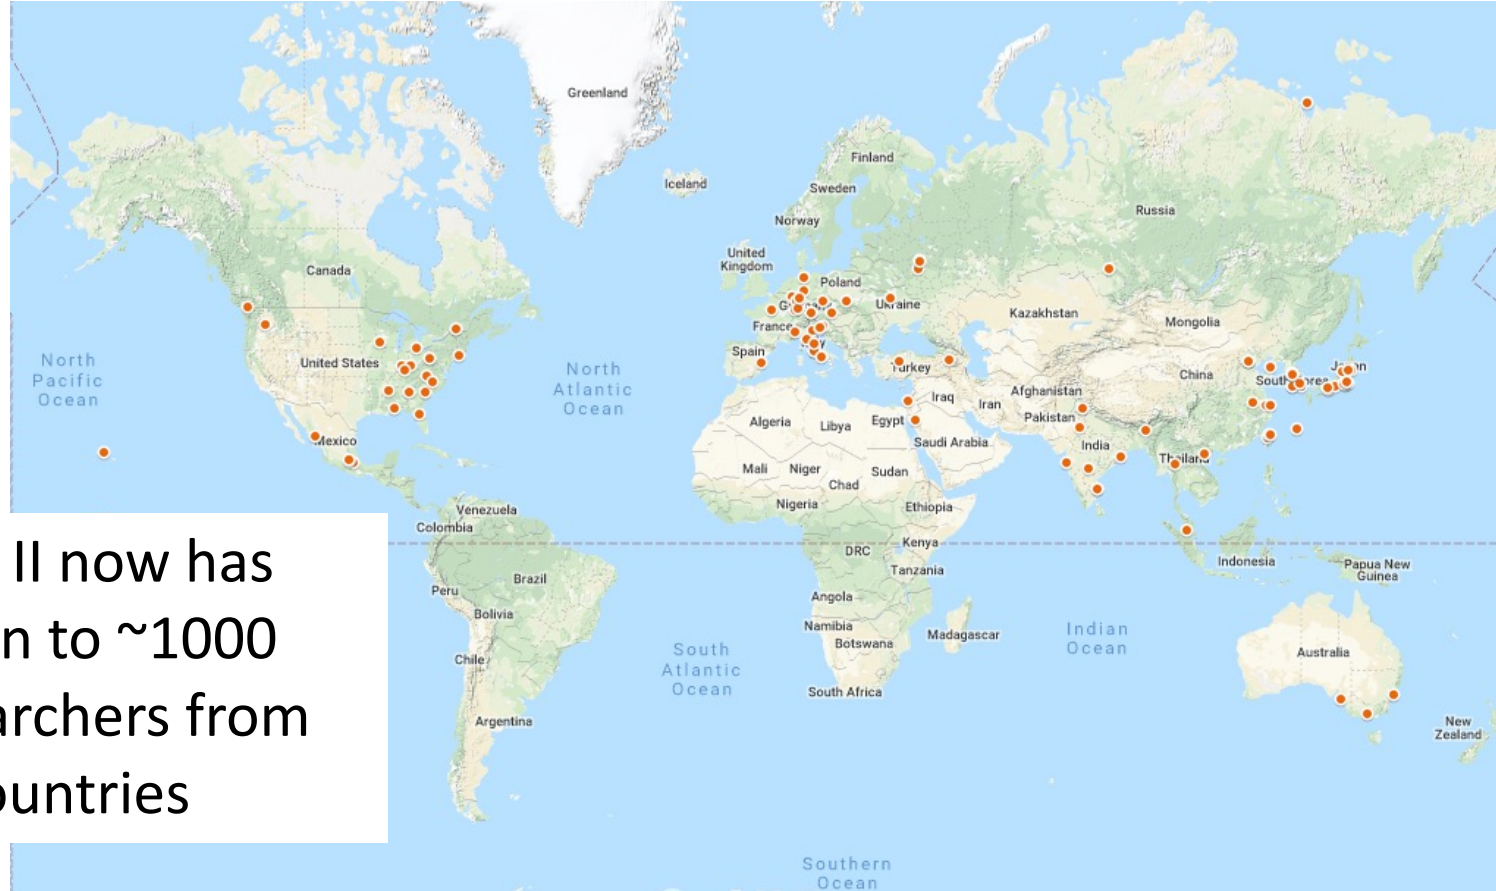 Greenland
Finland
Iceland
Sweden
Russia
Norway
United
Kingdom
Canada
Poland
Ukraine
Kazakhstan
Mongolia
France
North
Pacific
Ocean
United States
North
Atlantic
Ocean
Spain
Turkey
China
South Korea
Japan
Afghanistan
Iraq
Iran
Pakistan
Algeria
Libya
Egypt
Saudi Arabia
India
Mexico
Mali
Niger
Sudan
Chad
Thailand
Nigeria
Ethiopia
Venezuela
Colombia
DRC
Kenya
Tanzania
Indonesia
Papua New
Guinea
Brazil
Peru
Angola
Bolivia
Namibia
Botswana
Madagascar
Indian
Ocean
South
Atlantic
Ocean
Chile
Australia
South Africa
Argentina
New
Zealand
Southern
Ocean
II now has
n to ~1000
archers from
ountries